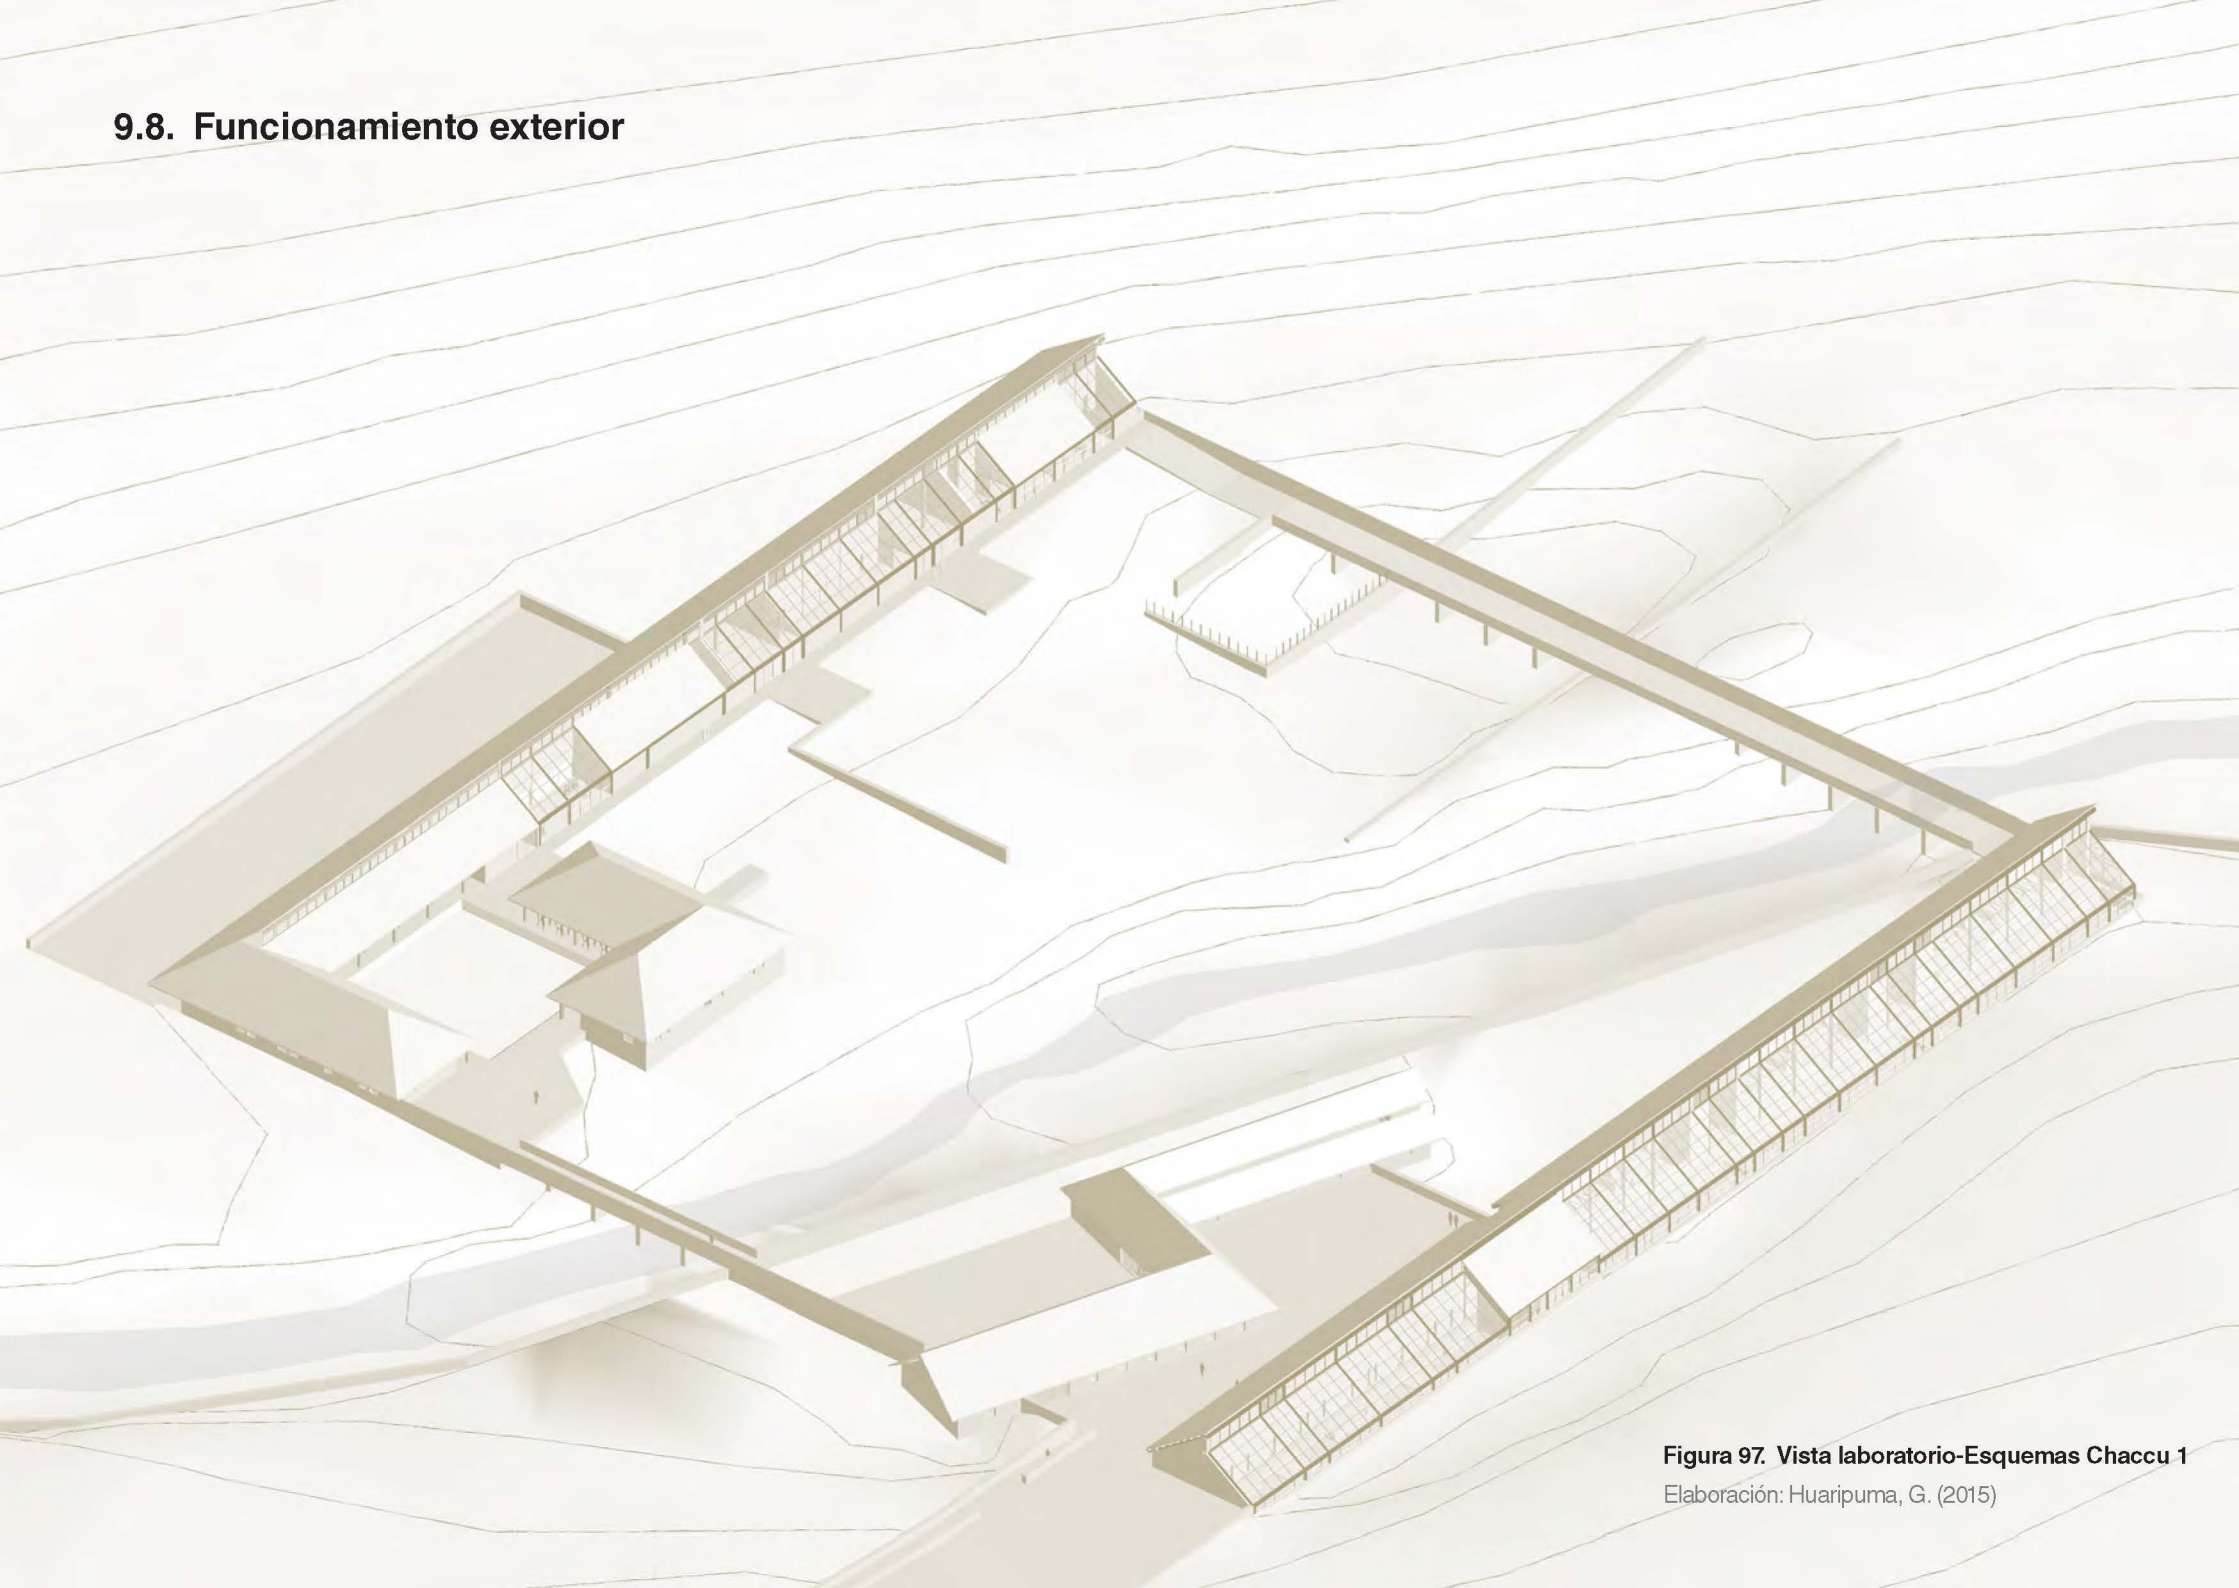 9.8. Funcionamiento exterior
Figura 97. Vista laboratorio-Esquemas Chaccu 1
Elaboración: Huaripuma, G. (2015)